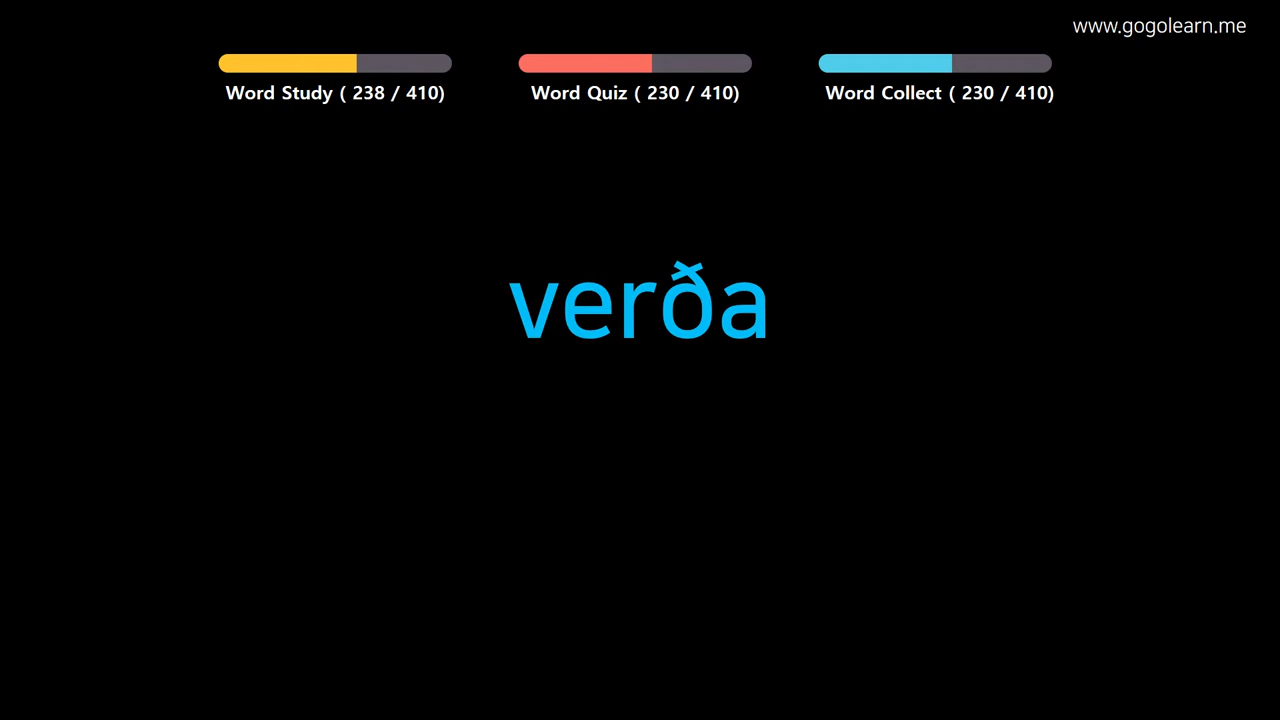 www.gogolearn.me
Word Study ( 238 / 410)
Word Quiz ( 230 / 410)
Word Collect ( 230 / 410)
verða